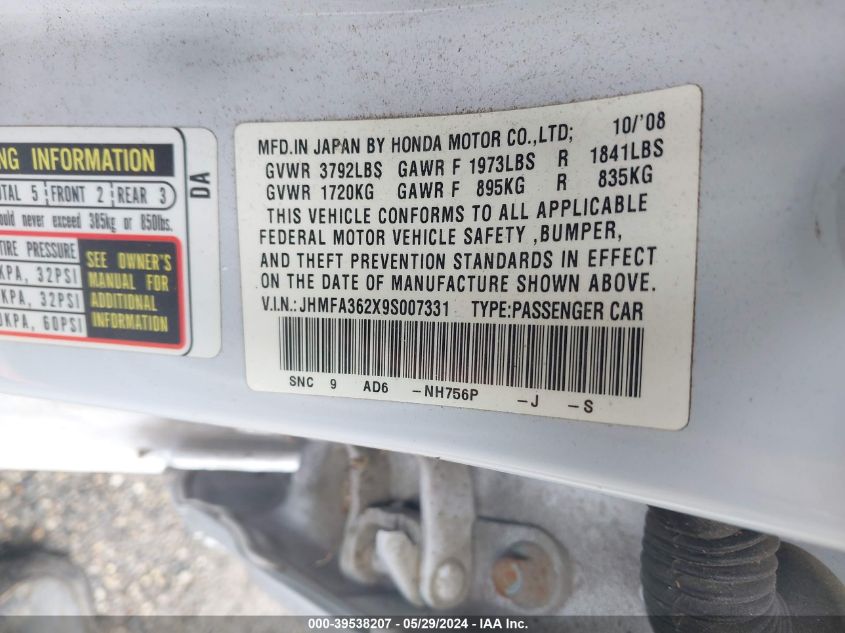 NG INFORMATION
OTAL 5 FRONT 2 REAR 3
ould never exceed 385kg or 850lbs.
TIRE PRESSURE
KPA, 32PSI
KPA, 32PSI
0KPA, 60PSI
SEE OWNER'S
MANUAL FOR
ADDITIONAL
INFORMATION
DA
MFD.IN JAPAN BY HONDA MOTOR CO.,LTD; 10/'08
GVWR 3792LBS GAWR F 1973LBS R 1841LBS
GVWR 1720KG GAWR F 895KG R 835KG
THIS VEHICLE CONFORMS TO ALL APPLICABLE
FEDERAL MOTOR VEHICLE SAFETY ,BUMPER,
AND THEFT PREVENTION STANDARDS IN EFFECT
ON THE DATE OF MANUFACTURE SHOWN ABOVE.
V.I.N.:JHMFA362X9S007331 TYPE:PASSENGER CAR
SNC 9 AD6 -NH756P -J -S
000-39538207 - 05/29/2024 - IAA Inc.